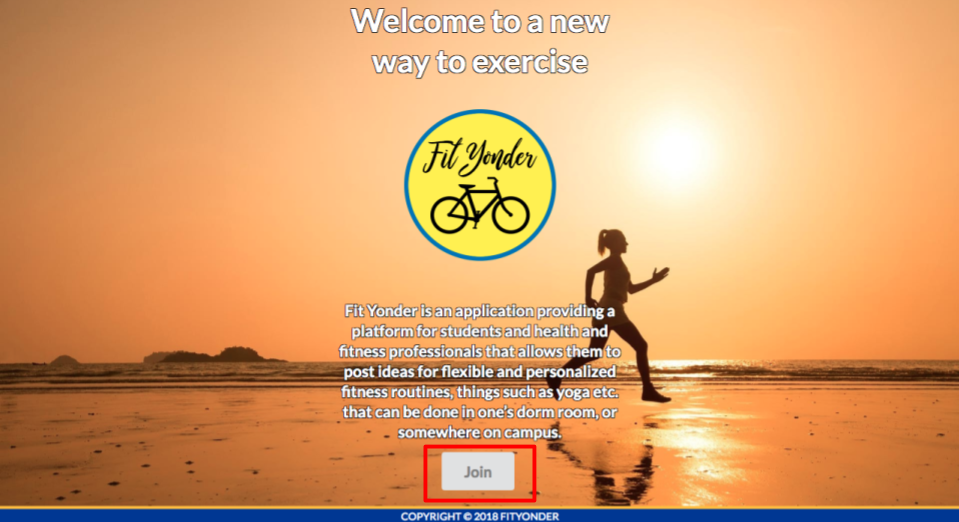 Welcome to a new
way to exercise
Fit Yonder
Fit Yonder is an application providing a
platform for students and health and
fitness professionals that allows them to
post ideas for flexible and personalized
fitness routines, things such as yoga etc.
that can be done in one's dorm room, or
somewhere on campus.
Join
COPYRIGHT © 2018 FITYONDER